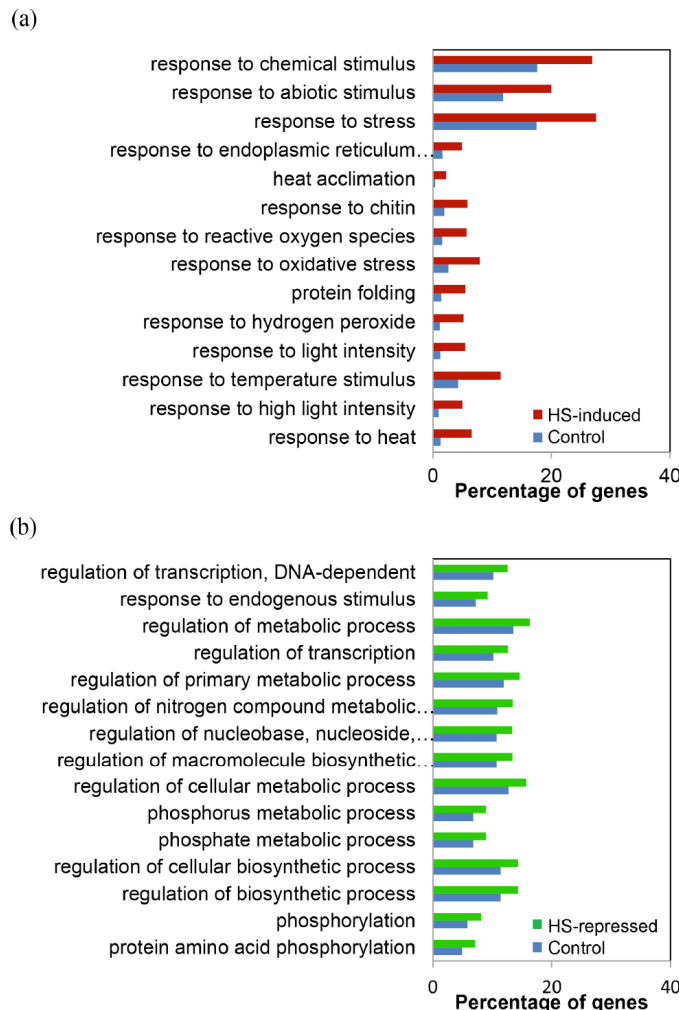 (a)
response to chemical stimulus
response to abiotic stimulus
response to stress
response to endoplasmic reticulum…
heat acclimation
response to chitin
response to reactive oxygen species
response to oxidative stress
protein folding
response to hydrogen peroxide
response to light intensity
response to temperature stimulus
response to high light intensity
response to heat
HS-induced
Control
0 20 40
Percentage of genes
(b)
regulation of transcription, DNA-dependent
response to endogenous stimulus
regulation of metabolic process
regulation of transcription
regulation of primary metabolic process
regulation of nitrogen compound metabolic…
regulation of nucleobase, nucleoside,…
regulation of macromolecule biosynthetic…
regulation of cellular metabolic process
phosphorus metabolic process
phosphate metabolic process
regulation of cellular biosynthetic process
regulation of biosynthetic process
phosphorylation
protein amino acid phosphorylation
HS-repressed
Control
0 20 40
Percentage of genes